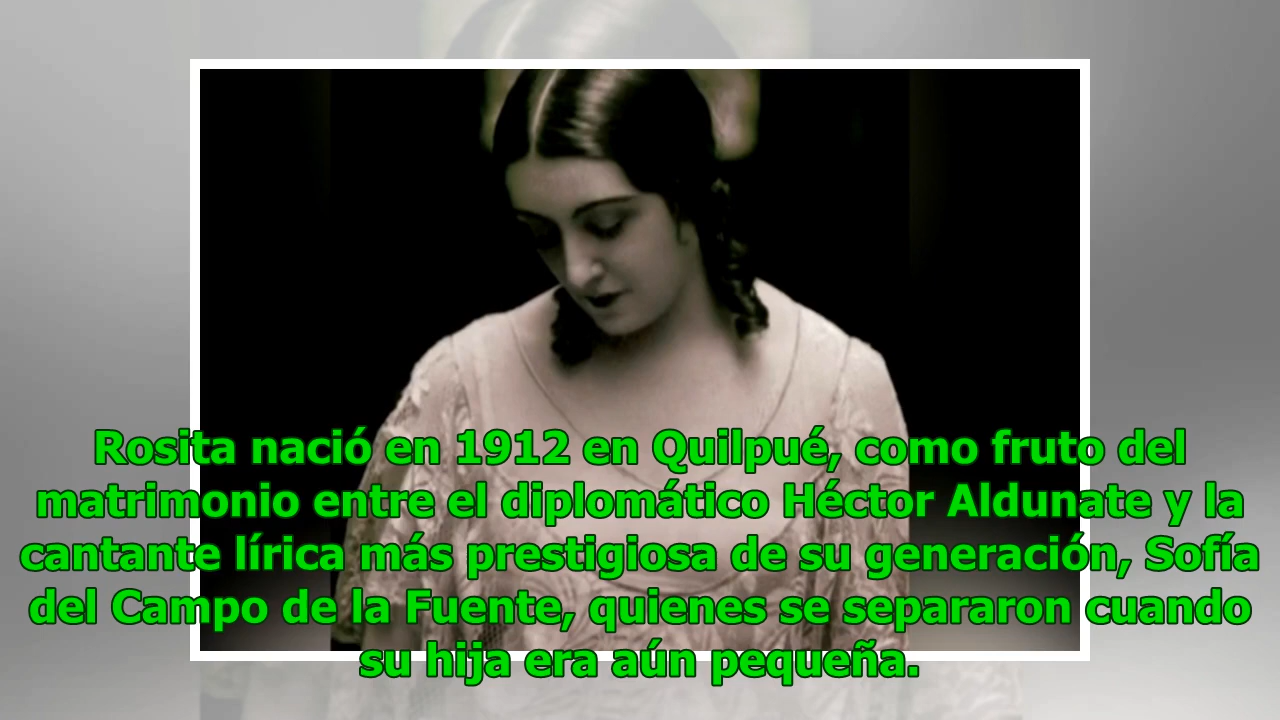 Rosita nació en 1912 en Quilpué, como fruto del
matrimonio entre el diplomático Héctor Aldunate y la
cantante lírica más prestigiosa de su generación, Sofía
del Campo de la Fuente, quienes se separaron cuando
su hija era aún pequeña.